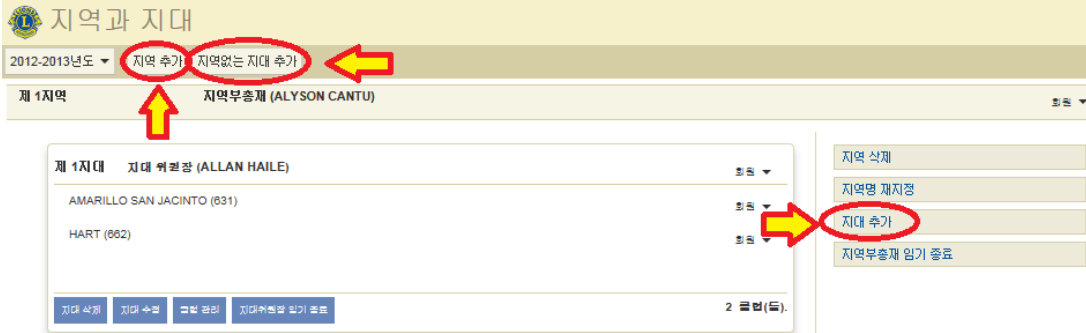 지역과 지대
2012-2013년도 지역 추가 지역없는 지대 추가
제 1지역 지역부총재 (ALYSON CANTU) 회원
제 1지대 지대 위원장 (ALLAN HAILE) 회원
AMARILLO SAN JACINTO (631) 회원
HART (662) 회원
지대 삭제 지대 수정 클럽 관리 지대위원장 임기 종료 2 클럽(들).
지역 삭제
지역명 재지정
지대 추가
지역부총재 임기 종료